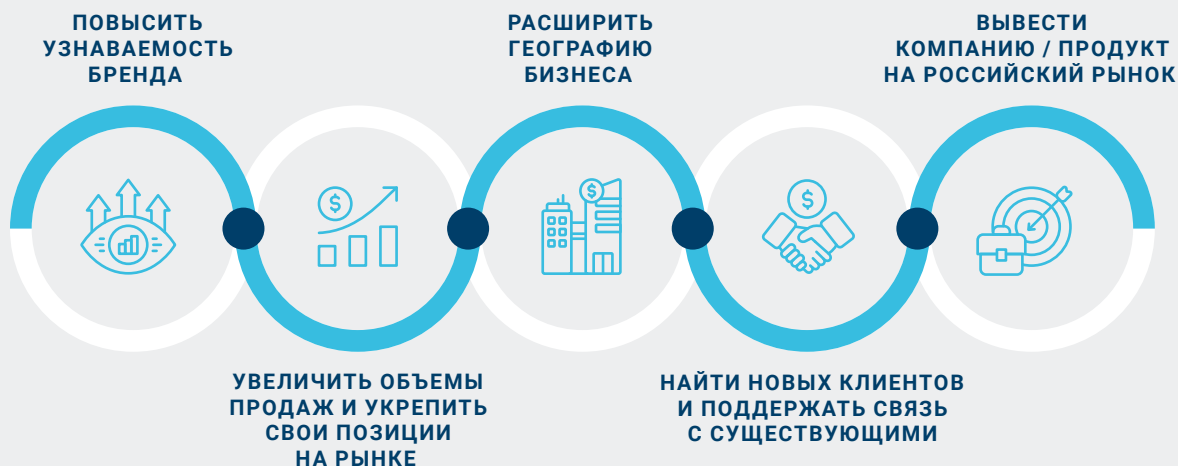 ПОВЫСИТЬ
УЗНАВАЕМОСТЬ
БРЕНДА
УВЕЛИЧИТЬ ОБЪЕМЫ
ПРОДАЖ И УКРЕПИТЬ
СВОИ ПОЗИЦИИ
НА РЫНКЕ
РАСШИРИТЬ
ГЕОГРАФИЮ
БИЗНЕСА
НАЙТИ НОВЫХ КЛИЕНТОВ
И ПОДДЕРЖАТЬ СВЯЗЬ
С СУЩЕСТВУЮЩИМИ
ВЫВЕСТИ
КОМПАНИЮ / ПРОДУКТ
НА РОССИЙСКИЙ РЫНОК